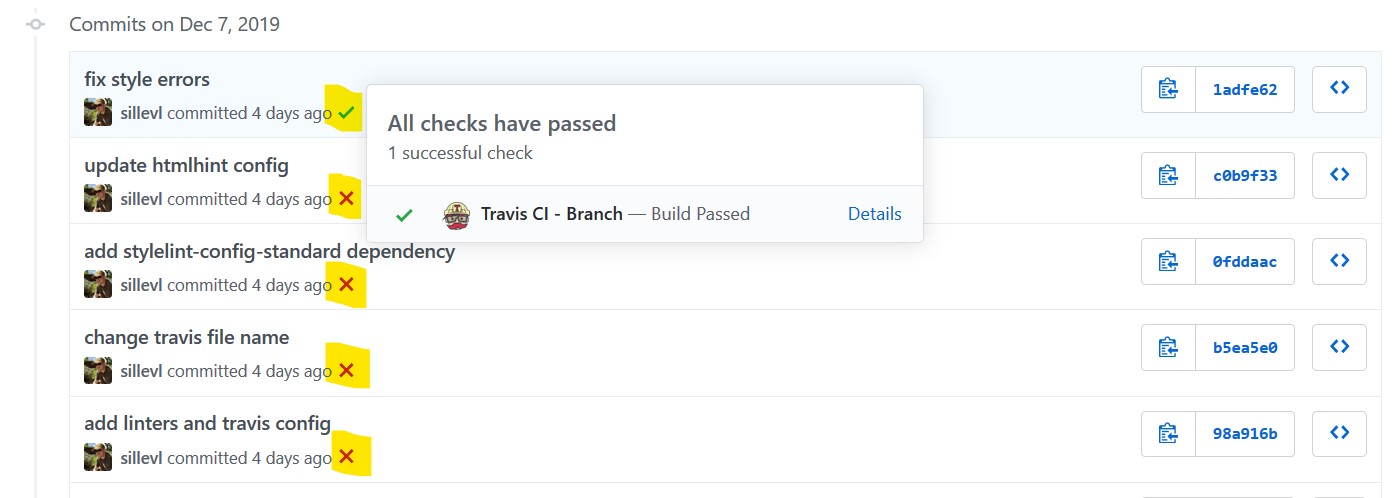 Commits on Dec 7, 2019
fix style errors
sillevl committed 4 days ago
1adfe62
All checks have passed
1 successful check
Travis CI - Branch — Build Passed
Details
update htmlhint config
sillevl committed 4 days ago
c0b9f33
add stylelint-config-standard dependency
sillevl committed 4 days ago
0fddaac
change travis file name
sillevl committed 4 days ago
b5ea5e0
add linters and travis config
sillevl committed 4 days ago
98a916b